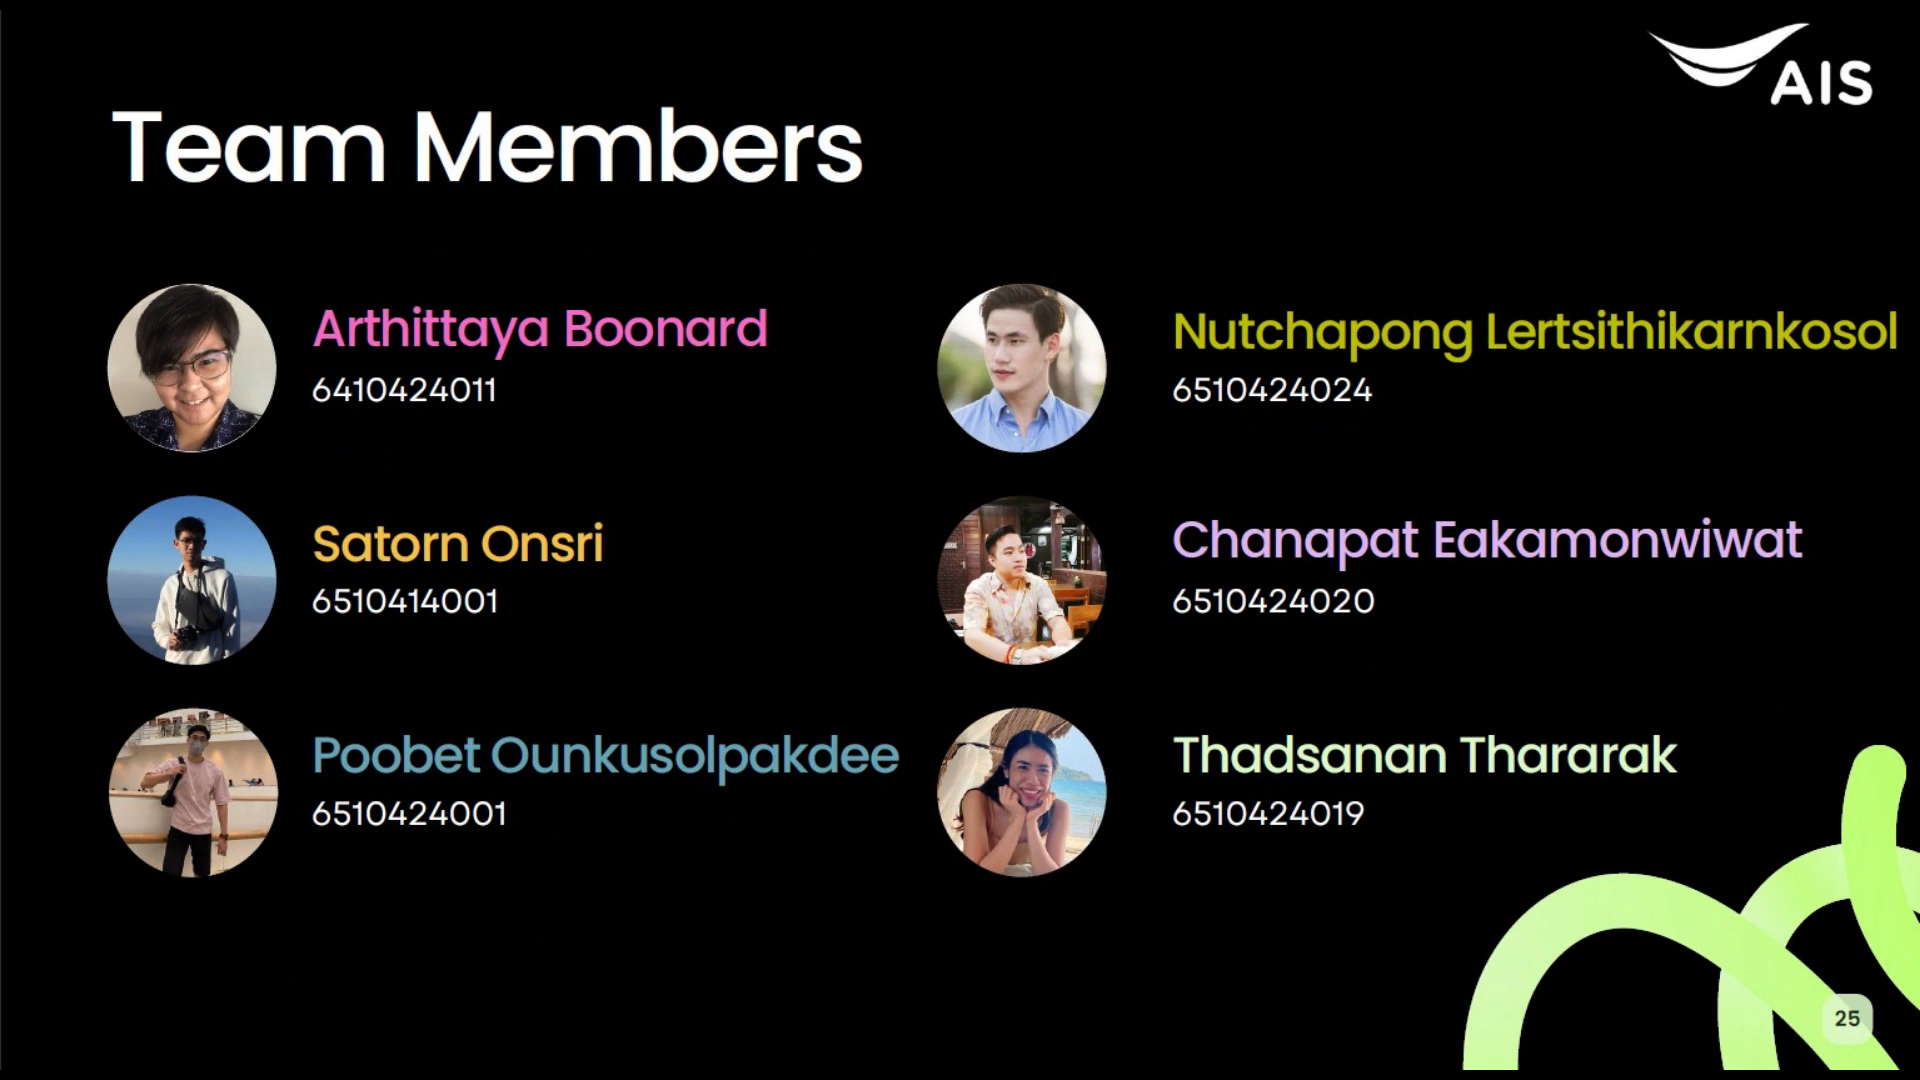 AIS
Team Members
Arthittaya Boonard
6410424011
Nutchapong Lertsithikarnkosol
6510424024
Satorn Onsri
6510414001
Chanapat Eakamonwiwat
6510424020
Poobet Ounkusolpakdee
6510424001
Thadsanan Thararak
6510424019
25